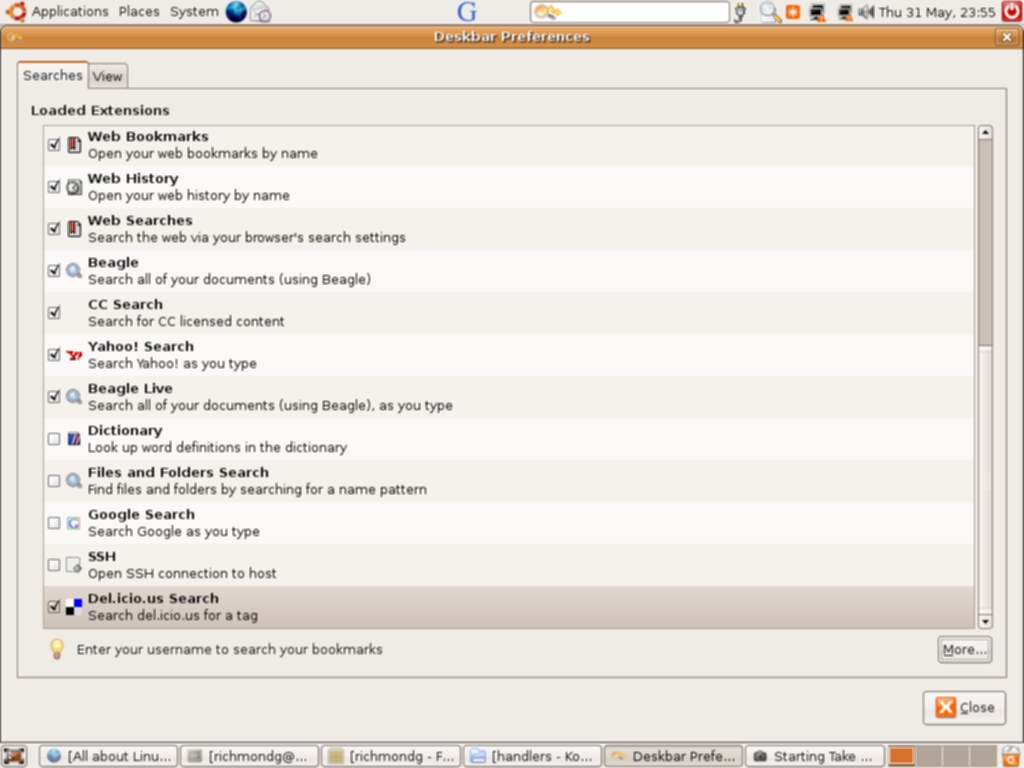 Applications Places System
G
Thu 31 May, 23:55
Deskbar Preferences
Searches View
Loaded Extensions
Web Bookmarks
Open your web bookmarks by name
Web History
Open your web history by name
Web Searches
Search the web via your browser's search settings
Beagle
Search all of your documents (using Beagle)
CC Search
Search for CC licensed content
Y!
Yahoo! Search
Search Yahoo! as you type
Beagle Live
Search all of your documents (using Beagle), as you type
Dictionary
Look up word definitions in the dictionary
Files and Folders Search
Find files and folders by searching for a name pattern
G
Google Search
Search Google as you type
SSH
Open SSH connection to host
Del.icio.us Search
Search del.icio.us for a tag
Enter your username to search your bookmarks
More...
Close
[All about Linu... [richmondg@... [richmondg - F... [handlers - Ko... Deskbar Prefe... Starting Take ...